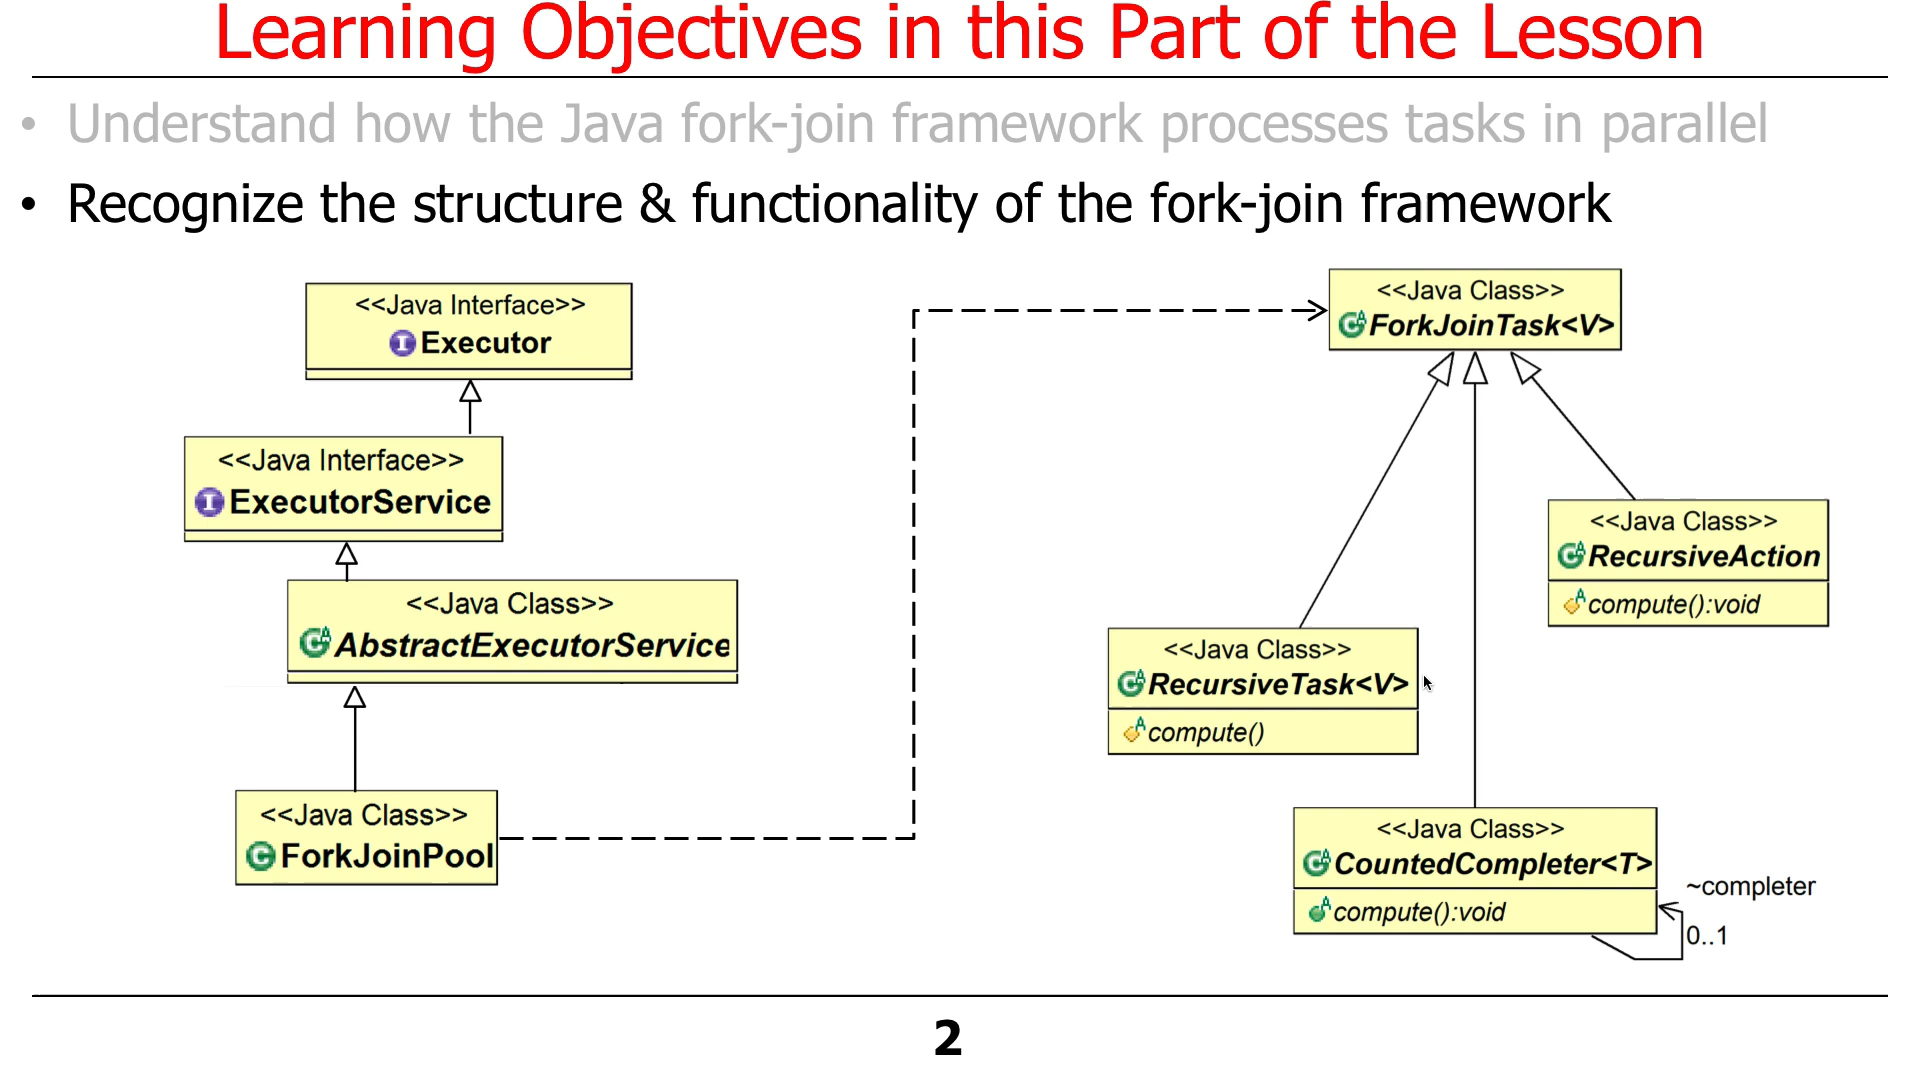 Learning Objectives in this Part of the Lesson
• Understand how the Java fork-join framework processes tasks in parallel
• Recognize the structure & functionality of the fork-join framework
<<Java Interface>>
Executor
<<Java Interface>>
ExecutorService
<<Java Class>>
AbstractExecutorService
<<Java Class>>
ForkJoinPool
<<Java Class>>
ForkJoinTask<V>
<<Java Class>>
RecursiveAction
compute():void
<<Java Class>>
RecursiveTask<V>
compute()
<<Java Class>>
CountedCompleter<T>
compute():void
~completer
0..1
2